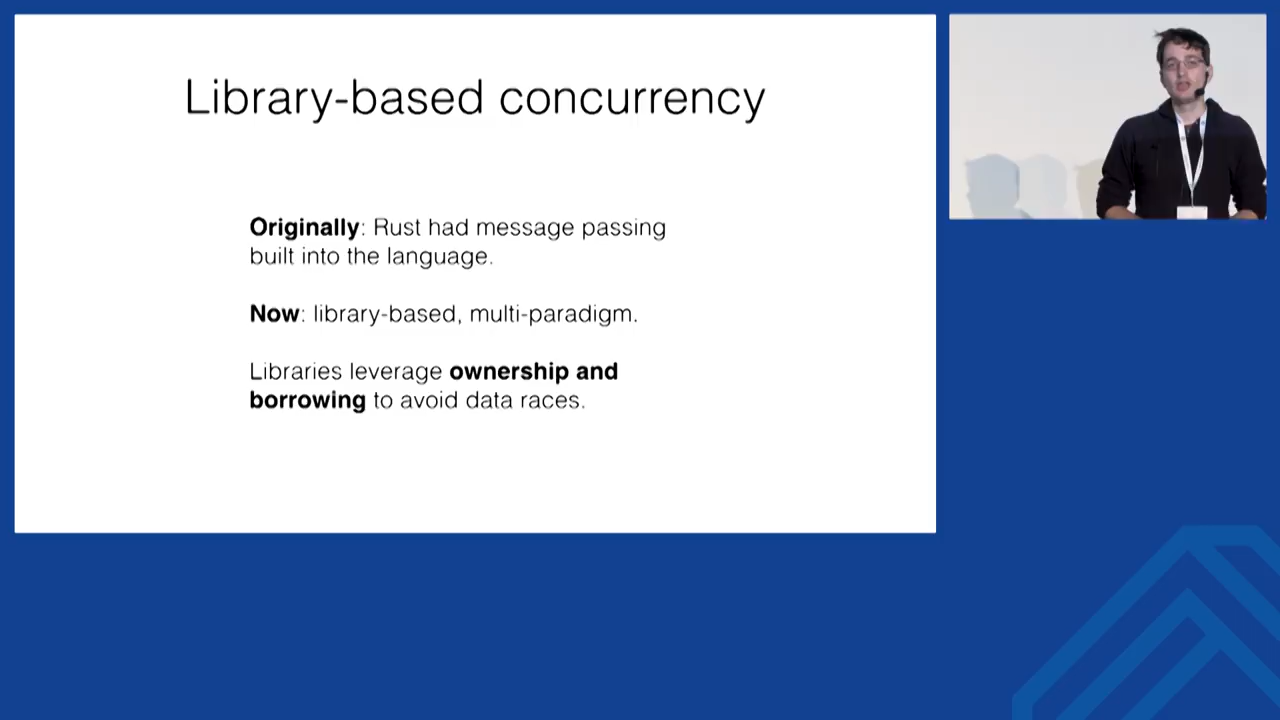 Library-based concurrency
Originally: Rust had message passing
built into the language.
Now: library-based, multi-paradigm.
Libraries leverage ownership and
borrowing to avoid data races.